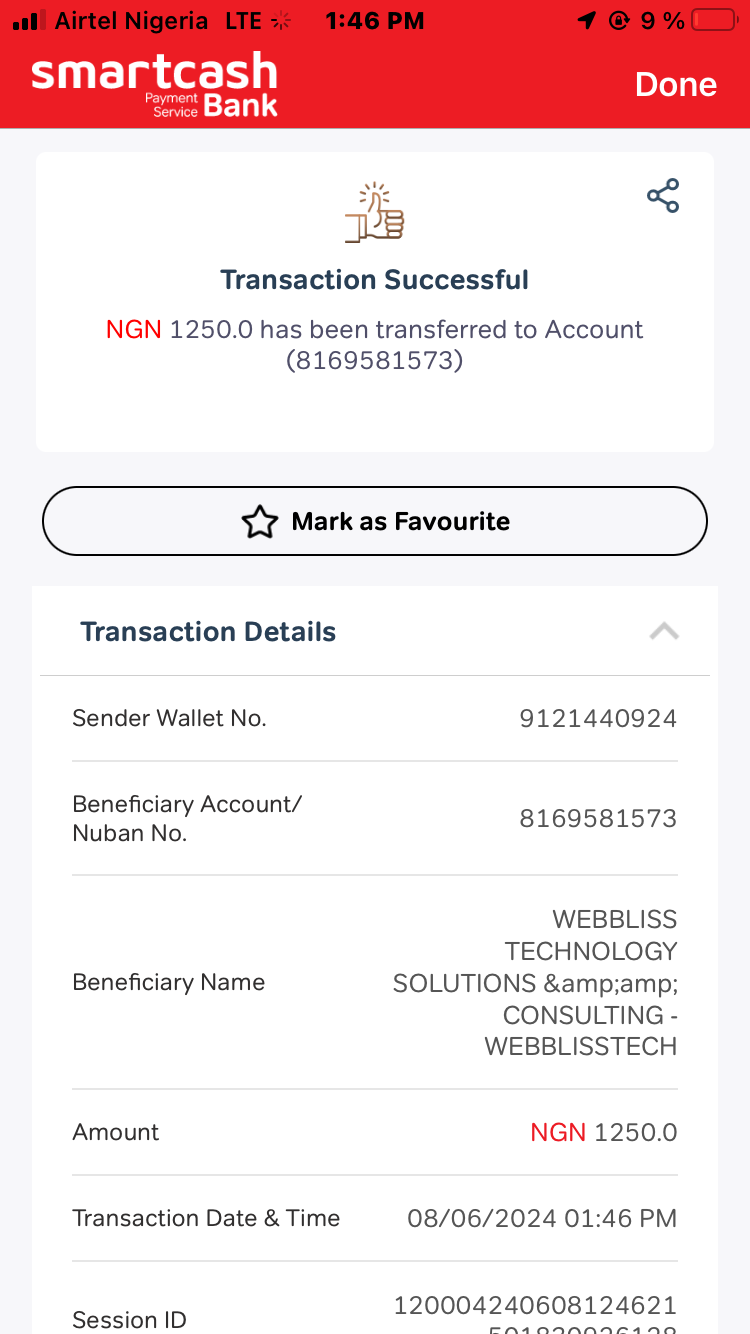 Airtel Nigeria LTE 1:46 PM 9 %
smartcash
Payment
Service Bank
Done
Transaction Successful
NGN 1250.0 has been transferred to Account
(8169581573)
Mark as Favourite
Transaction Details
Sender Wallet No. 9121440924
Beneficiary Account/
Nuban No. 8169581573
WEBBLISS
TECHNOLOGY
Beneficiary Name SOLUTIONS &amp;amp;
CONSULTING -
WEBBLISSTECH
Amount NGN 1250.0
Transaction Date & Time 08/06/2024 01:46 PM
Session ID 120004240608124621